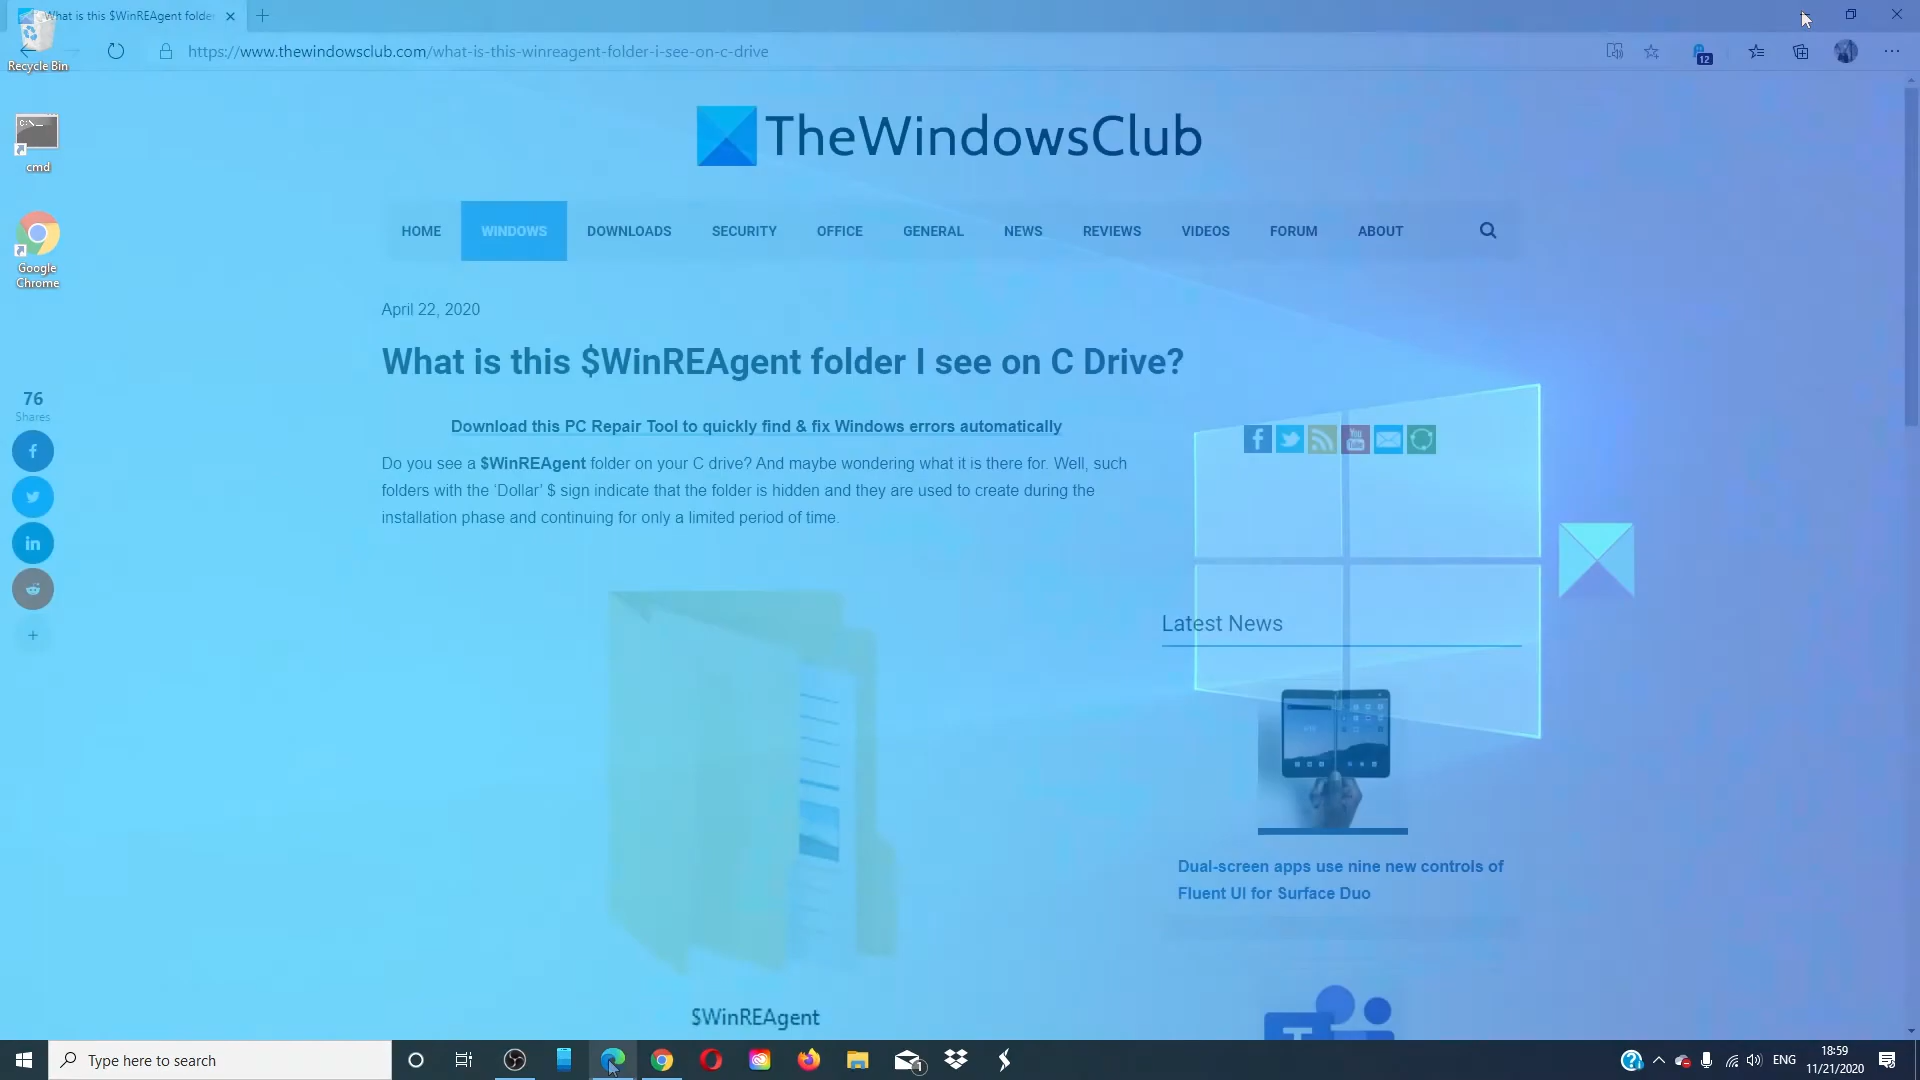 What is this $WinREAgent folde
https://www.thewindowsclub.com/what-is-this-winreagent-folder-i-see-on-c-drive
12
Recycle Bin
cmd
Google
Chrome
TheWindowsClub
HOME
WINDOWS
DOWNLOADS
SECURITY
OFFICE
GENERAL
NEWS
REVIEWS
VIDEOS
FORUM
ABOUT
April 22, 2020
What is this $WinREAgent folder I see on C Drive?
76
Shares
Download this PC Repair Tool to quickly find & fix Windows errors automatically
Do you see a $WinREAgent folder on your C drive? And maybe wondering what it is there for. Well, such
folders with the ‘Dollar’ $ sign indicate that the folder is hidden and they are used to create during the
installation phase and continuing for only a limited period of time.
You
Tube
Latest News
Dual-screen apps use nine new controls of
Fluent UI for Surface Duo
$WinREAgent
Type here to search
1
ENG
18:59
11/21/2020